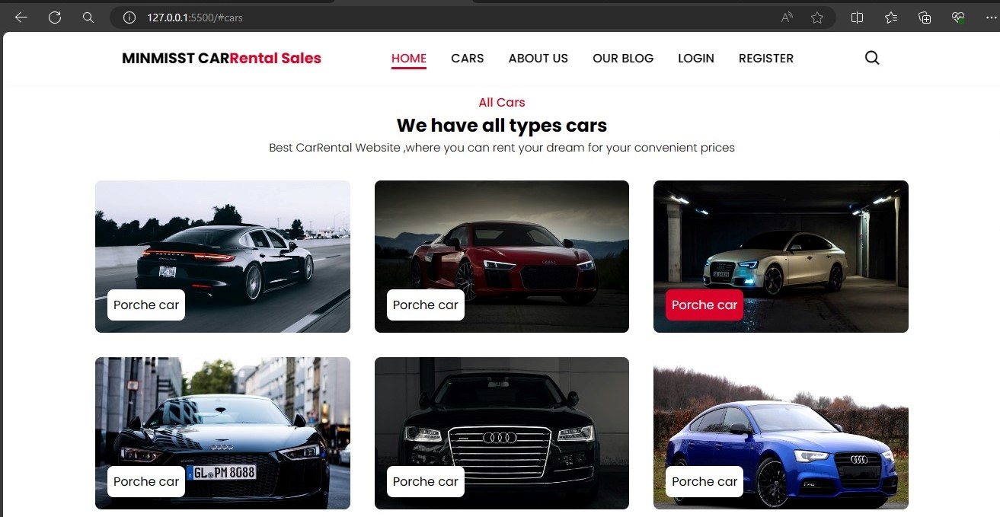 127.0.0.1:5500/#cars
MINMISST CARRental Sales HOME CARS ABOUT US OUR BLOG LOGIN REGISTER
All Cars
We have all types cars
Best CarRental Website ,where you can rent your dream for your convenient prices
PORSCHE
Porche car
Porche car
Porche car
GL PM 8088
Porche car
Porche car
Porche car